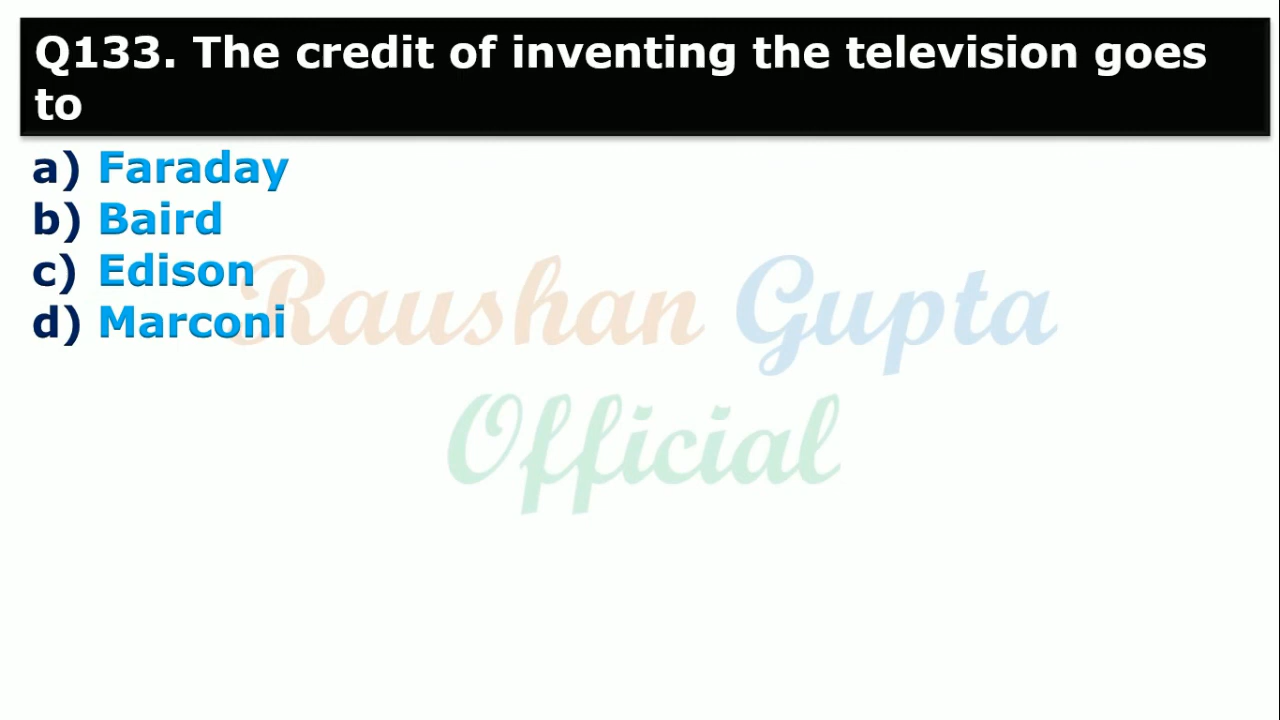 Q133. The credit of inventing the television goes
to
a) Faraday
b) Baird
c) Edison
d) Marconi
Raushan Gupta
Official